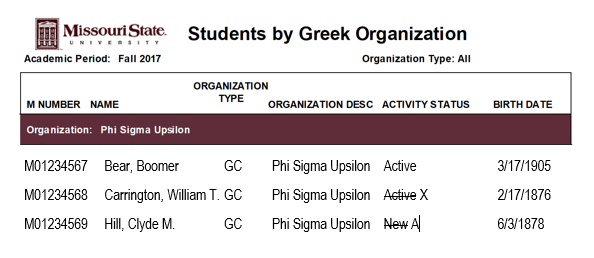 Missouri State.
UNIVERSITY
Students by Greek Organization
Academic Period: Fall 2017 Organization Type: All
M NUMBER NAME ORGANIZATION TYPE ORGANIZATION DESC ACTIVITY STATUS BIRTH DATE
Organization: Phi Sigma Upsilon
M01234567 Bear, Boomer GC Phi Sigma Upsilon Active 3/17/1905
M01234568 Carrington, William T. GC Phi Sigma Upsilon Active X 2/17/1876
M01234569 Hill, Clyde M. GC Phi Sigma Upsilon New A 6/3/1878